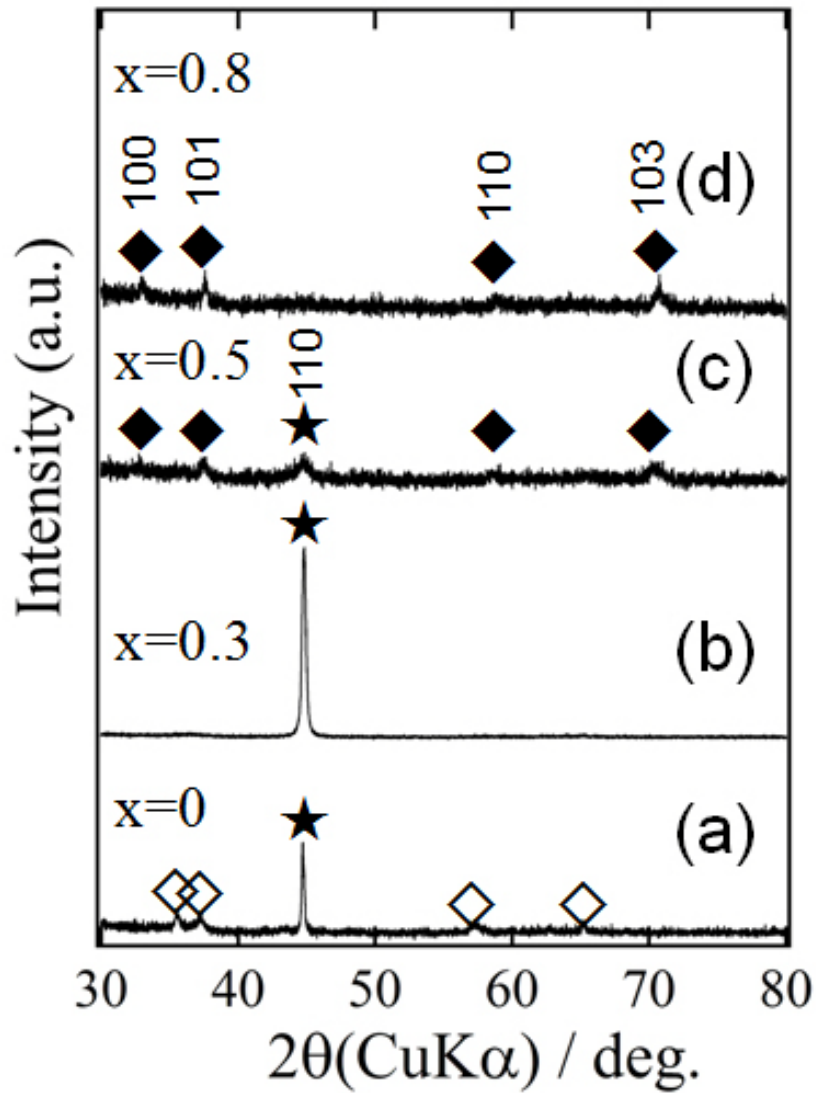 x=0.8
100
101
110
103
(d)
x=0.5
110
(c)
x=0.3
(b)
x=0
(a)
Intensity (a.u.)
30 40 50 60 70 80
2θ(CuKα) / deg.